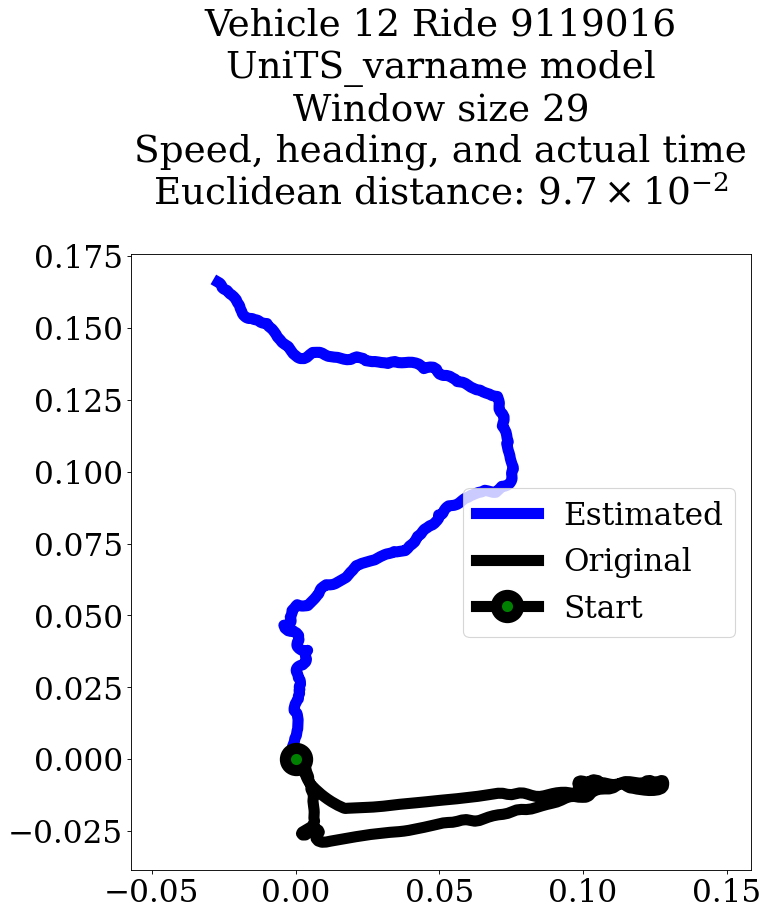 Vehicle 12 Ride 9119016
UniTS_varname model
Window size 29
Speed, heading, and actual time
Euclidean distance: 9.7 × 10⁻²
0.175
0.150
0.125
0.100
0.075
0.050
0.025
0.000
−0.025
Estimated
Original
Start
−0.05 0.00 0.05 0.10 0.15